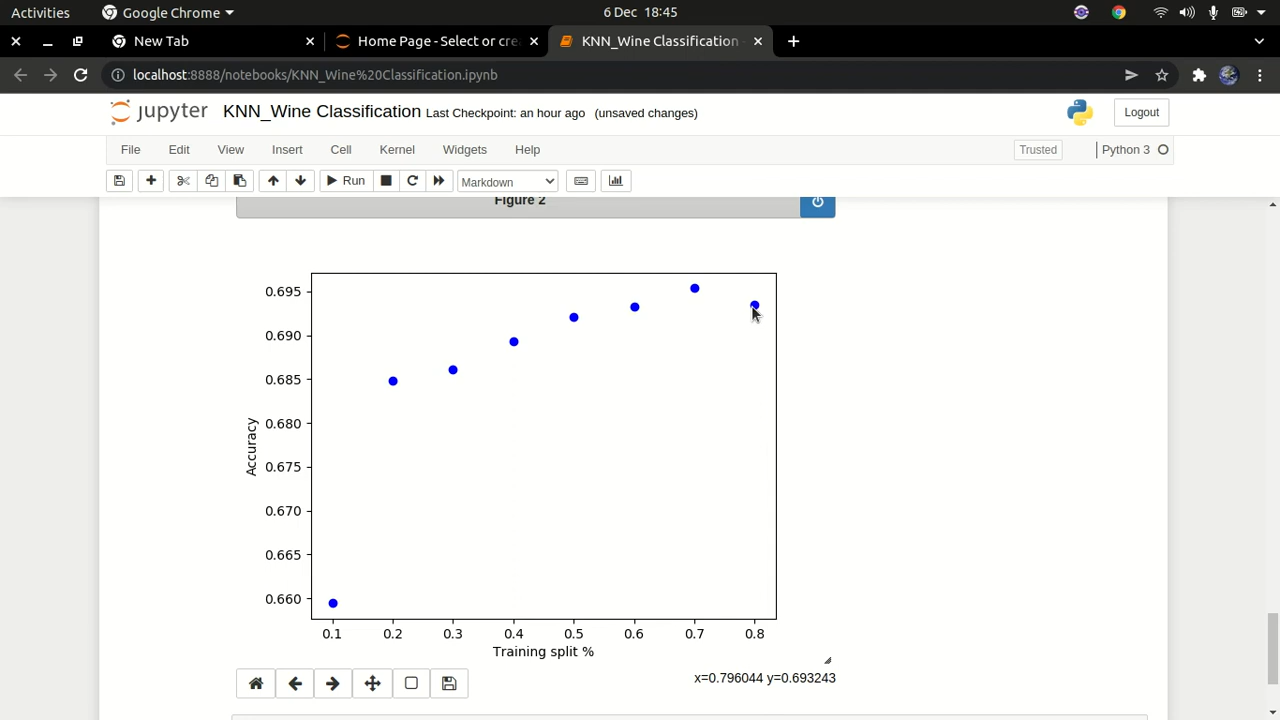 Activities Google Chrome 6 Dec 18:45
New Tab Home Page - Select or cre KNN_Wine Classification -
localhost:8888/notebooks/KNN_Wine%20Classification.ipynb
jupyter KNN_Wine Classification Last Checkpoint: an hour ago (unsaved changes) Logout
File Edit View Insert Cell Kernel Widgets Help Trusted Python 3
Run Markdown
Figure 2
0.695
0.690
0.685
0.680
0.675
0.670
0.665
0.660
Accuracy
0.1 0.2 0.3 0.4 0.5 0.6 0.7 0.8
Training split %
x=0.796044 y=0.693243